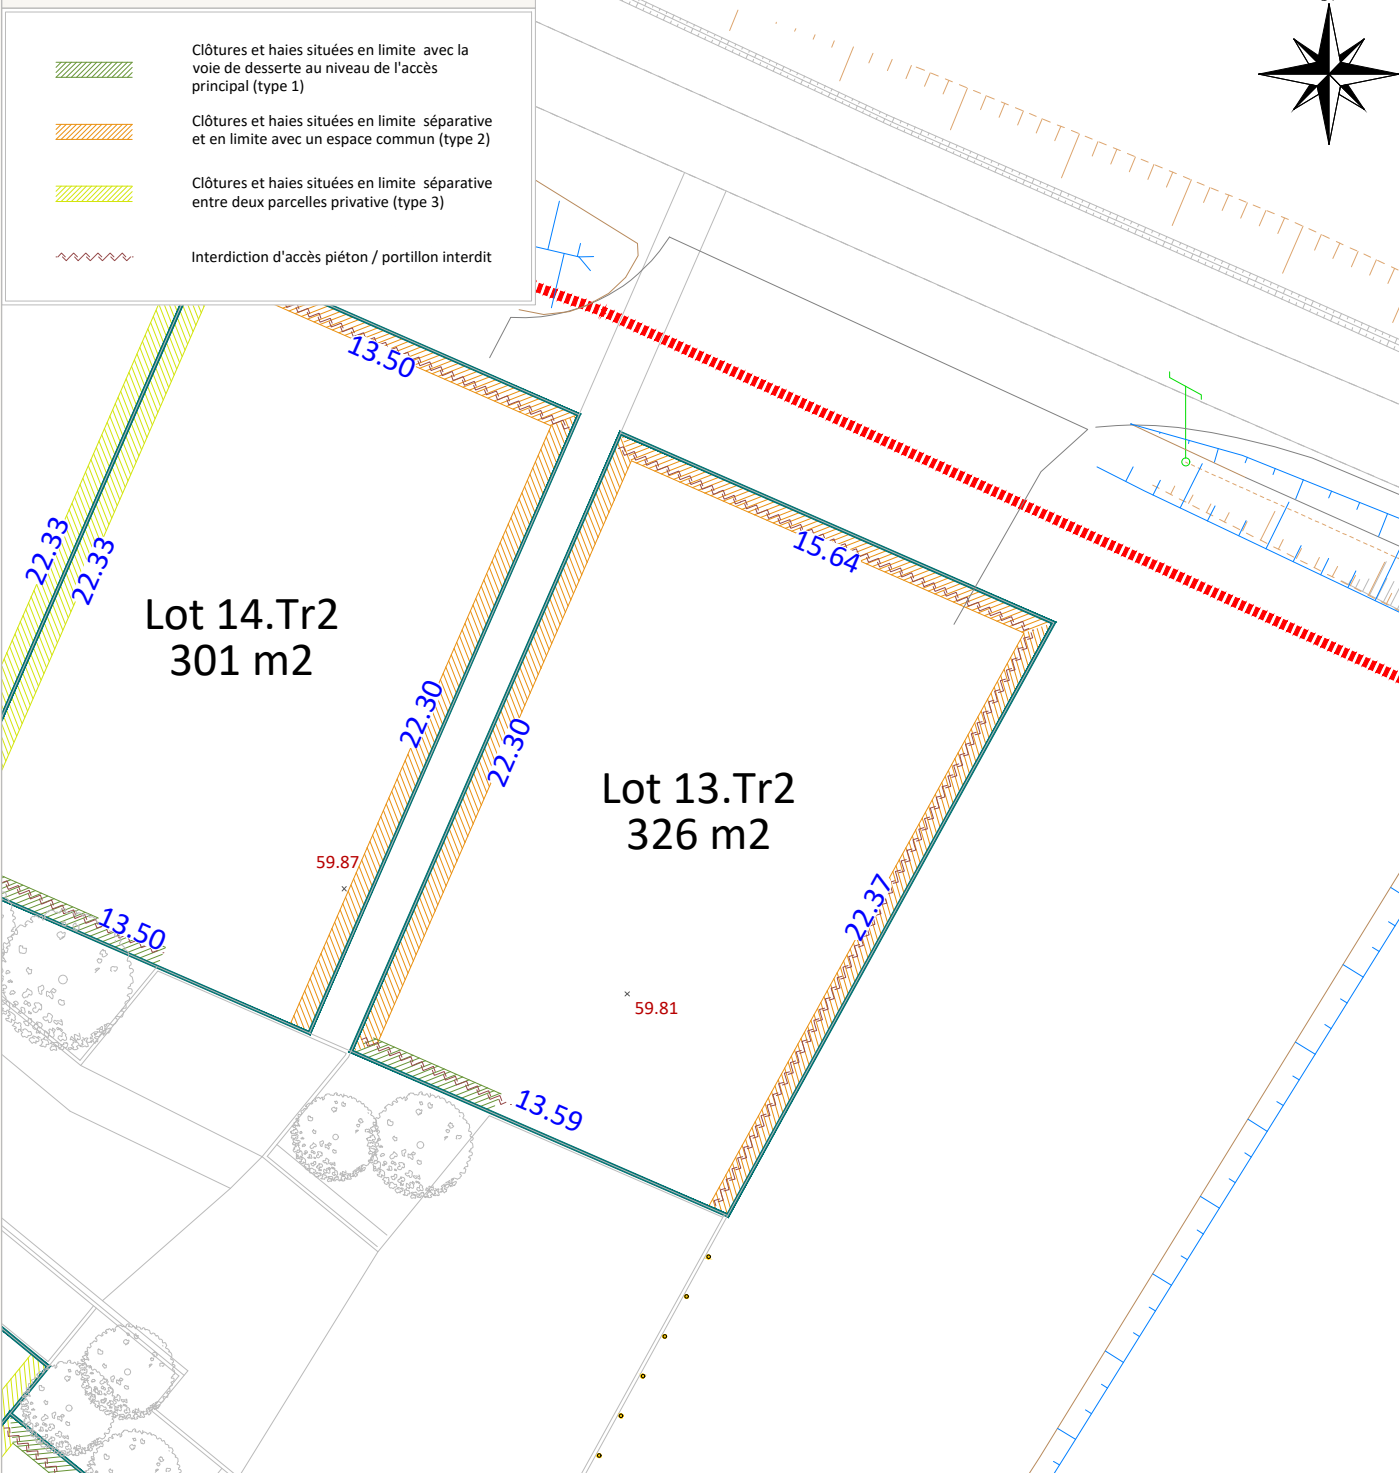 Clôtures et haies situées en limite avec la
voie de desserte au niveau de l'accès
principal (type 1)
Clôtures et haies situées en limite séparative
et en limite avec un espace commun (type 2)
Clôtures et haies situées en limite séparative
entre deux parcelles privative (type 3)
Interdiction d'accès piéton / portillon interdit
13.50
22.33
22.33
15.64
Lot 14.Tr2
301 m2
22.30
22.30
Lot 13.Tr2
326 m2
59.87
22.37
13.50
59.81
13.59